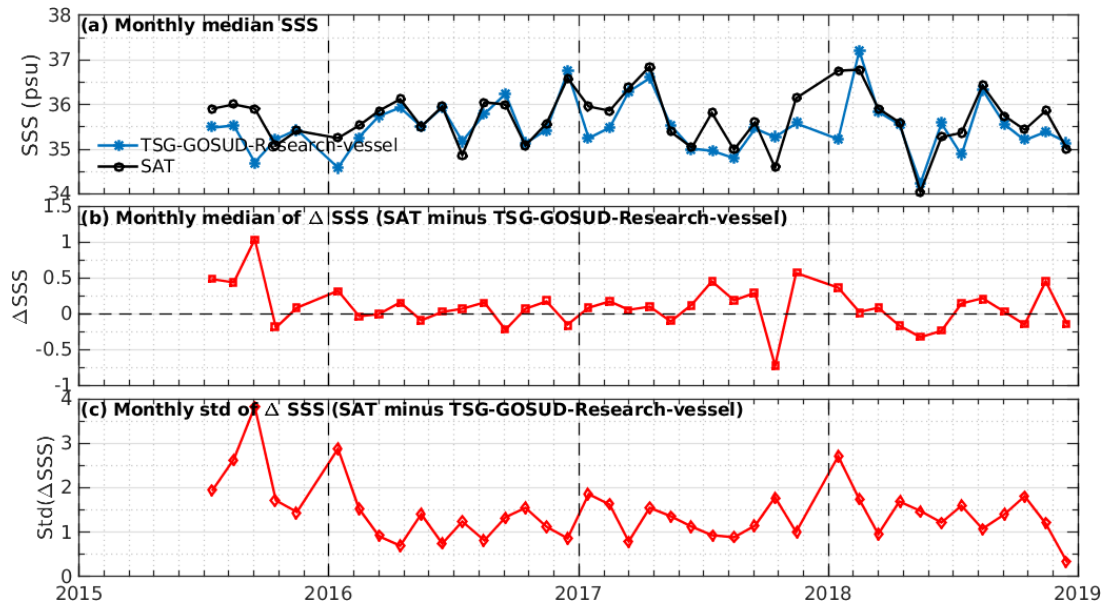 38
(a) Monthly median SSS
37
36
35
34
SSS (psu)
TSG-GOSUD-Research-vessel
SAT
1.5
(b) Monthly median of Δ SSS (SAT minus TSG-GOSUD-Research-vessel)
1
0.5
0
-0.5
-1
ΔSSS
4
(c) Monthly std of Δ SSS (SAT minus TSG-GOSUD-Research-vessel)
3
2
1
0
Std(ΔSSS)
2015 2016 2017 2018 2019